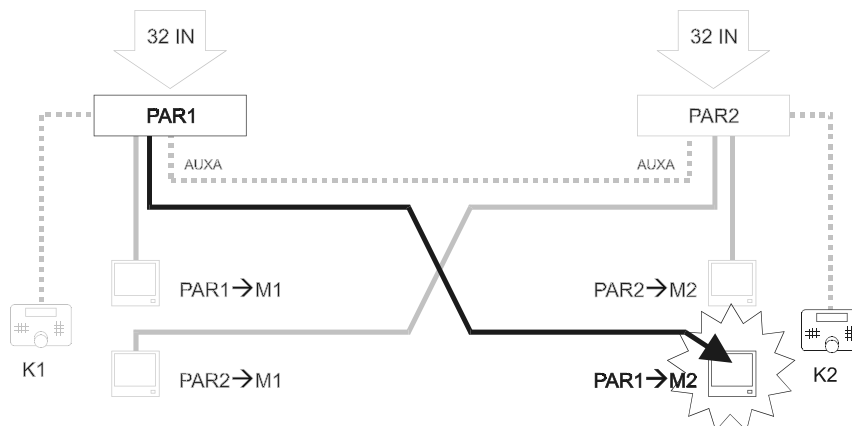 32 IN
32 IN
PAR1
PAR2
AUXA
AUXA
PAR1→M1
PAR2→M2
K1
K2
PAR2→M1
PAR1→M2